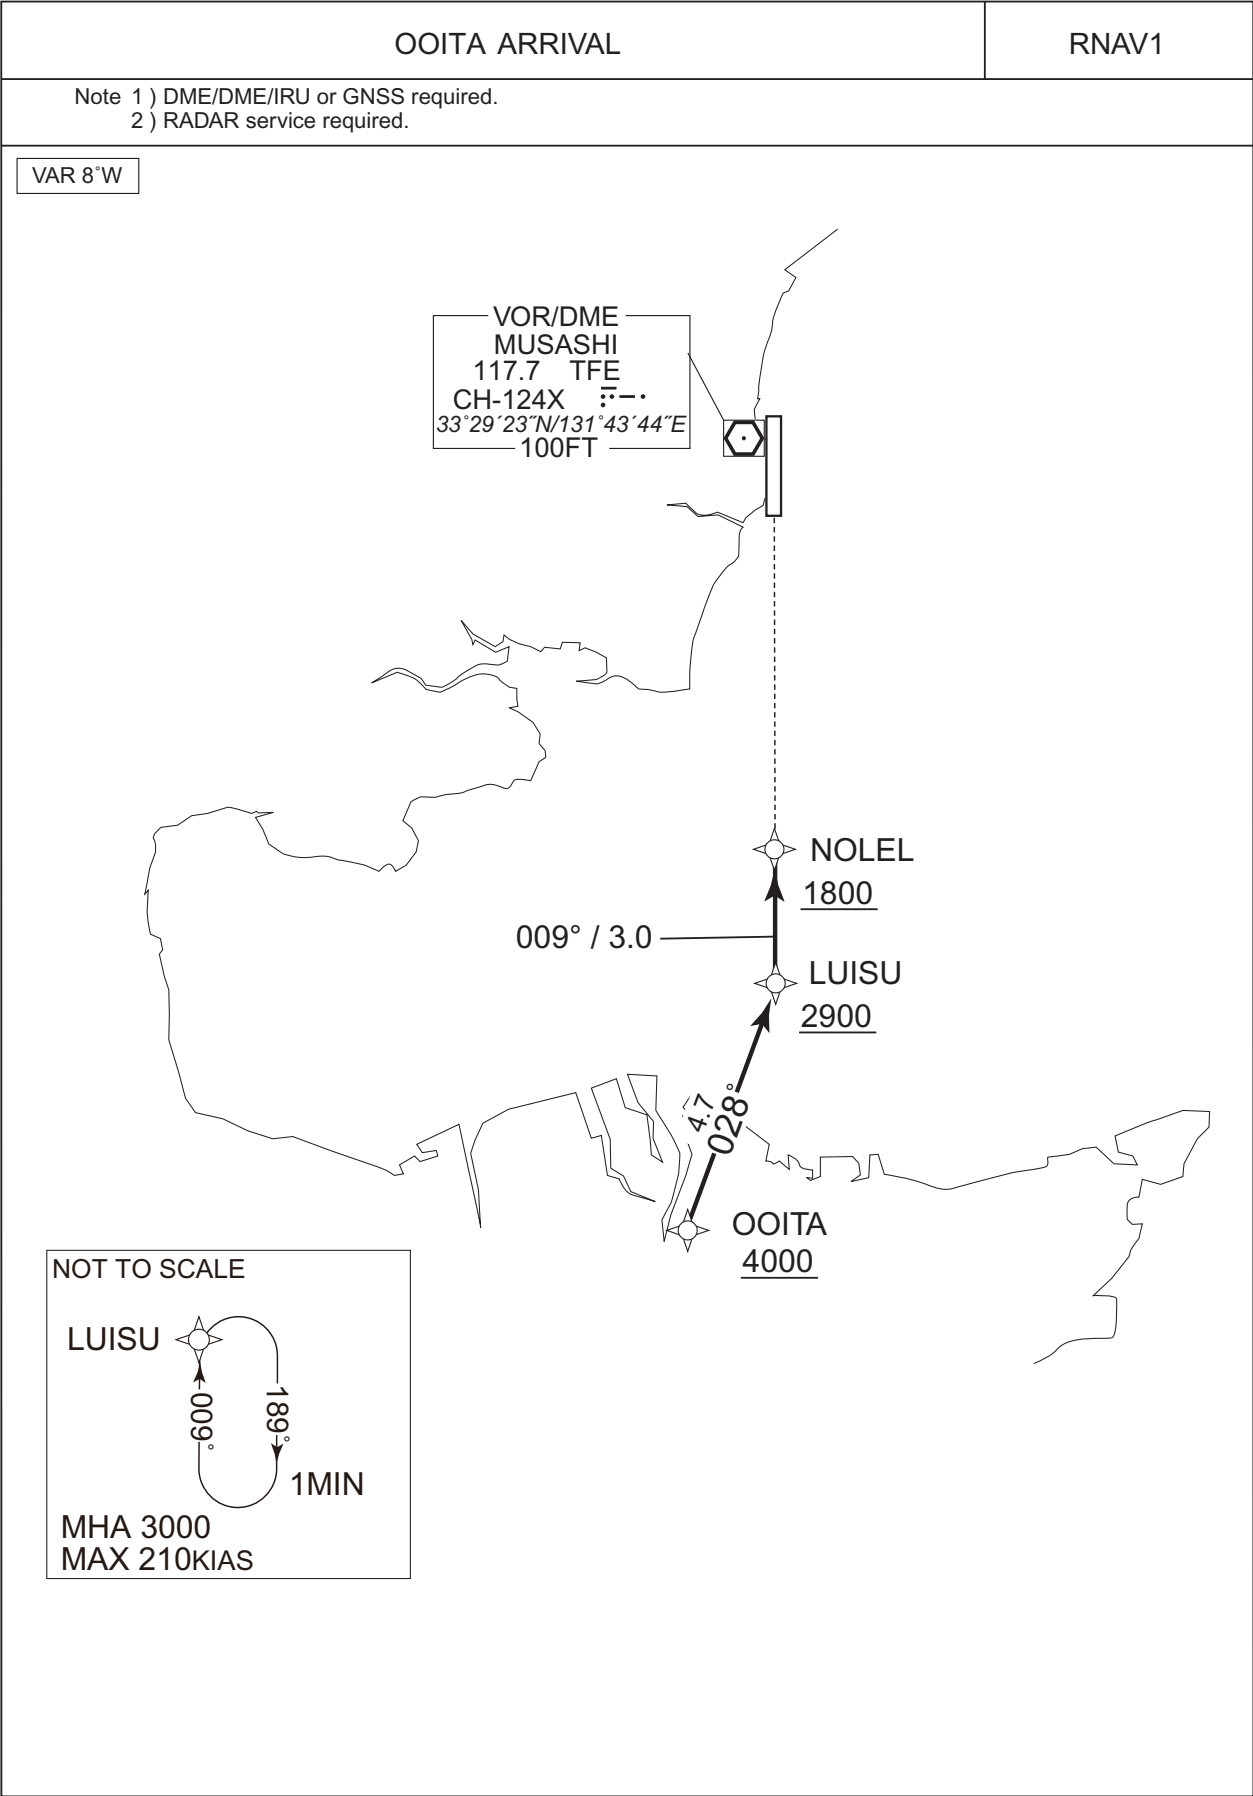 OOITA ARRIVAL
RNAV1
Note 1 ) DME/DME/IRU or GNSS required.
2 ) RADAR service required.
VAR 8˚W
VOR/DME
MUSASHI
117.7 TFE
CH-124X
33˚29´23˝N/131˚43´44˝E
100FT
NOLEL
1800
009° / 3.0
LUISU
2900
4.7
028°
OOITA
4000
NOT TO SCALE
LUISU
009°
189°
1MIN
MHA 3000
MAX 210KIAS